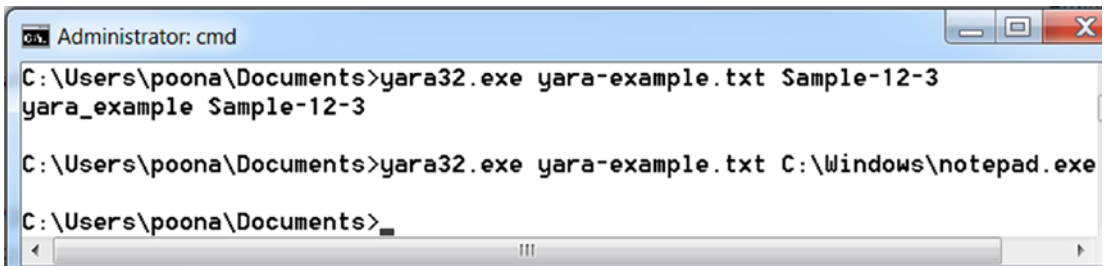 Administrator: cmd
C:\Users\poona\Documents>yara32.exe yara-example.txt Sample-12-3
yara_example Sample-12-3
C:\Users\poona\Documents>yara32.exe yara-example.txt C:\Windows\notepad.exe
C:\Users\poona\Documents>_